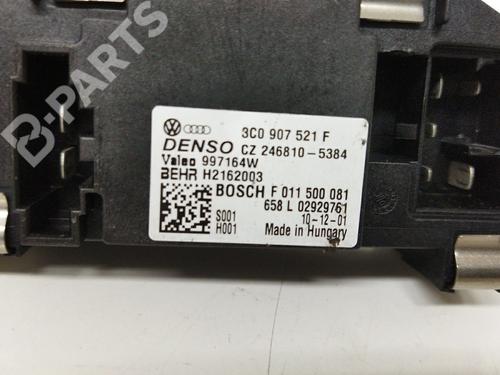 B-PARTS
3C0 907 521 F
DENSO CZ 246810-5384
Valeo 997164W
BEHR H2162003
BOSCH F 011 500 081
658 L 02929761
S001 10-12-01
H001 Made in Hungary